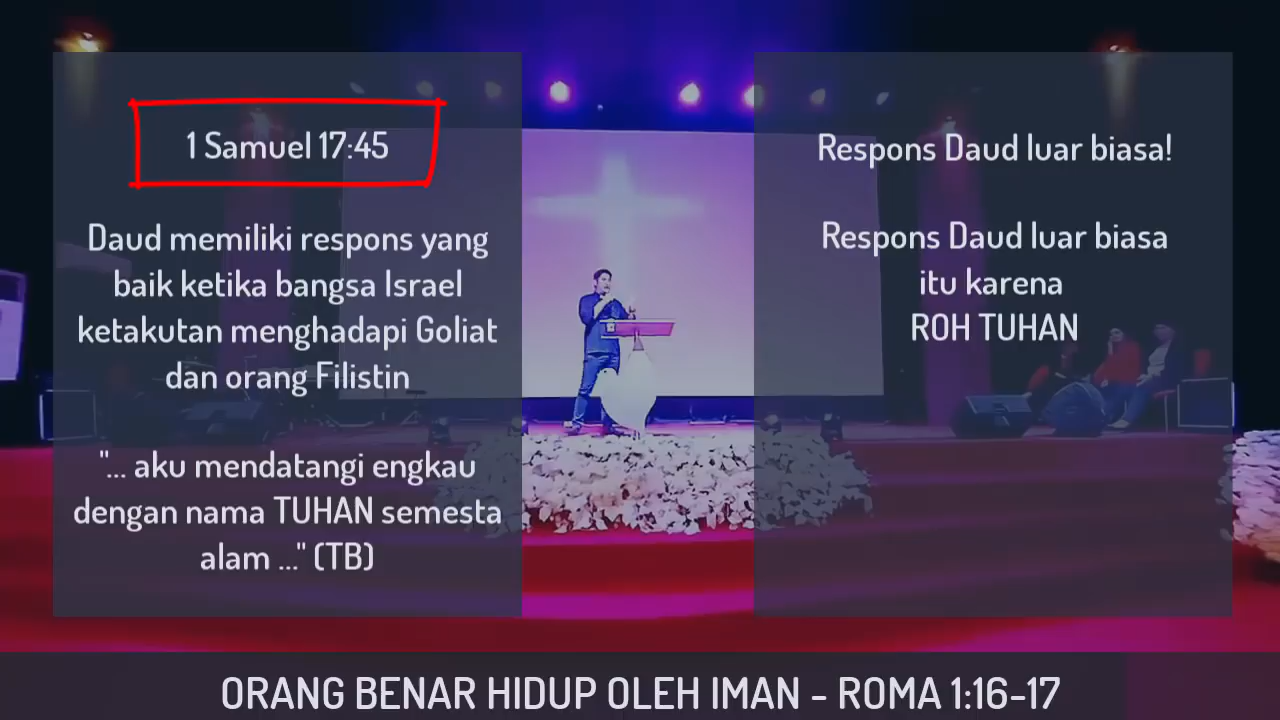 1 Samuel 17:45
Daud memiliki respons yang
baik ketika bangsa Israel
ketakutan menghadapi Goliat
dan orang Filistin
"... aku mendatangi engkau
dengan nama TUHAN semesta
alam ..." (TB)
Respons Daud luar biasa!
Respons Daud luar biasa
itu karena
ROH TUHAN
ORANG BENAR HIDUP OLEH IMAN - ROMA 1:16-17